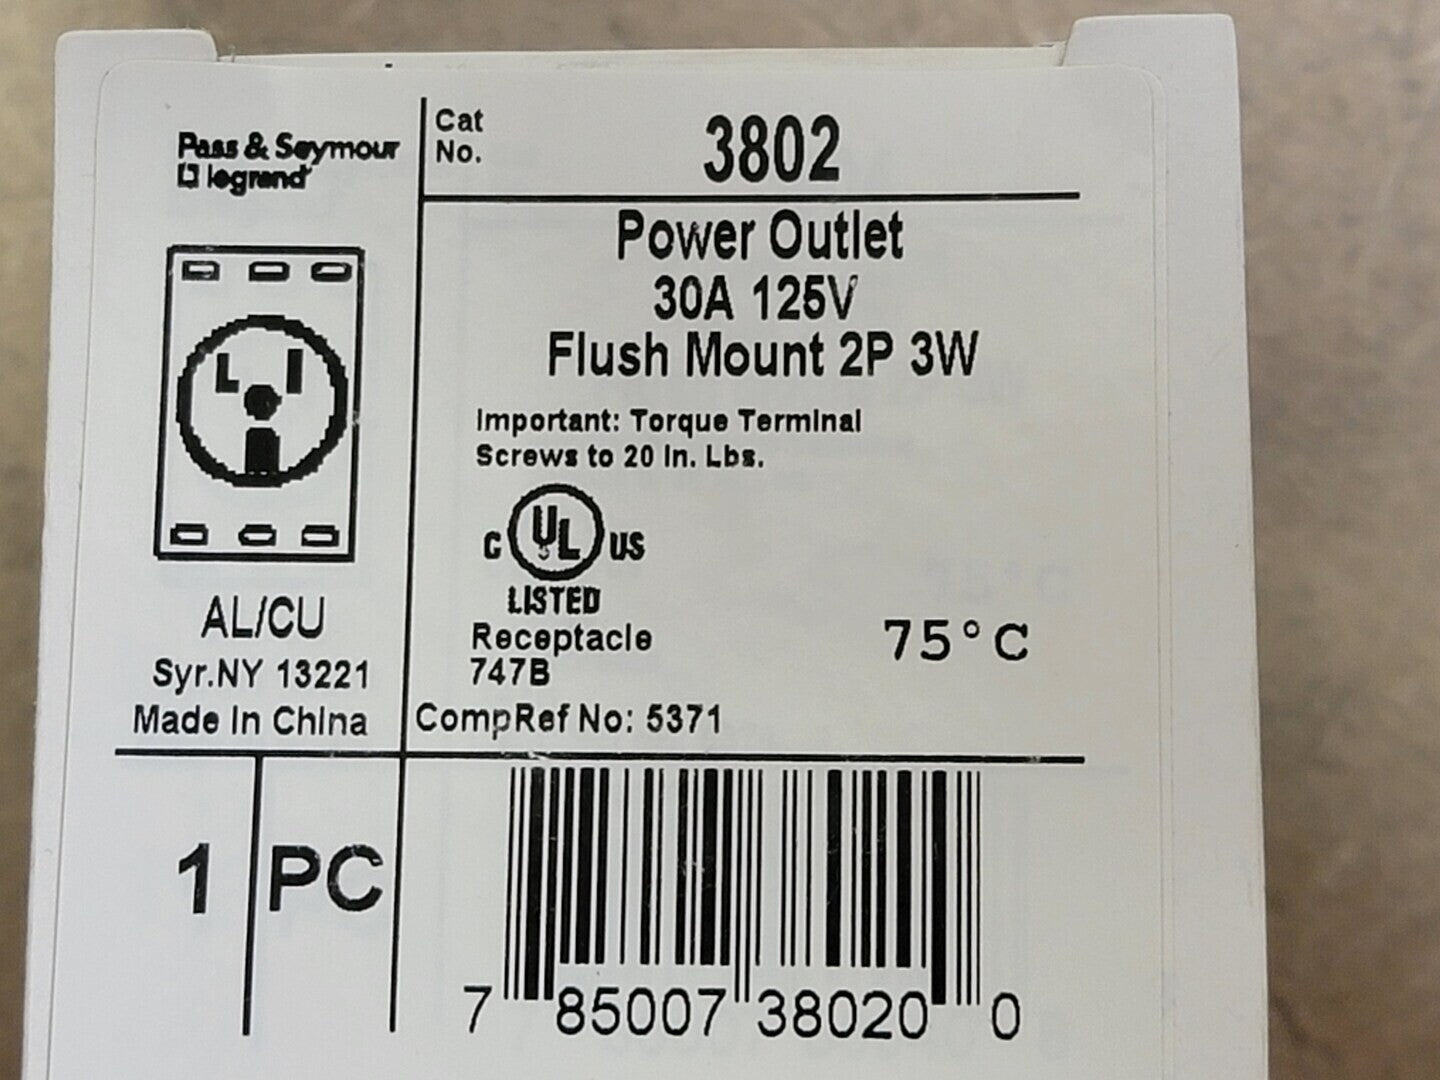 Pass & Seymour
legrand
Cat
No.
3802
Power Outlet
30A 125V
Flush Mount 2P 3W
Important: Torque Terminal
Screws to 20 In. Lbs.
C UL US
LISTED
Receptacle
747B
75°C
CompRef No: 5371
AL/CU
Syr.NY 13221
Made In China
1 PC
7 85007 38020 0